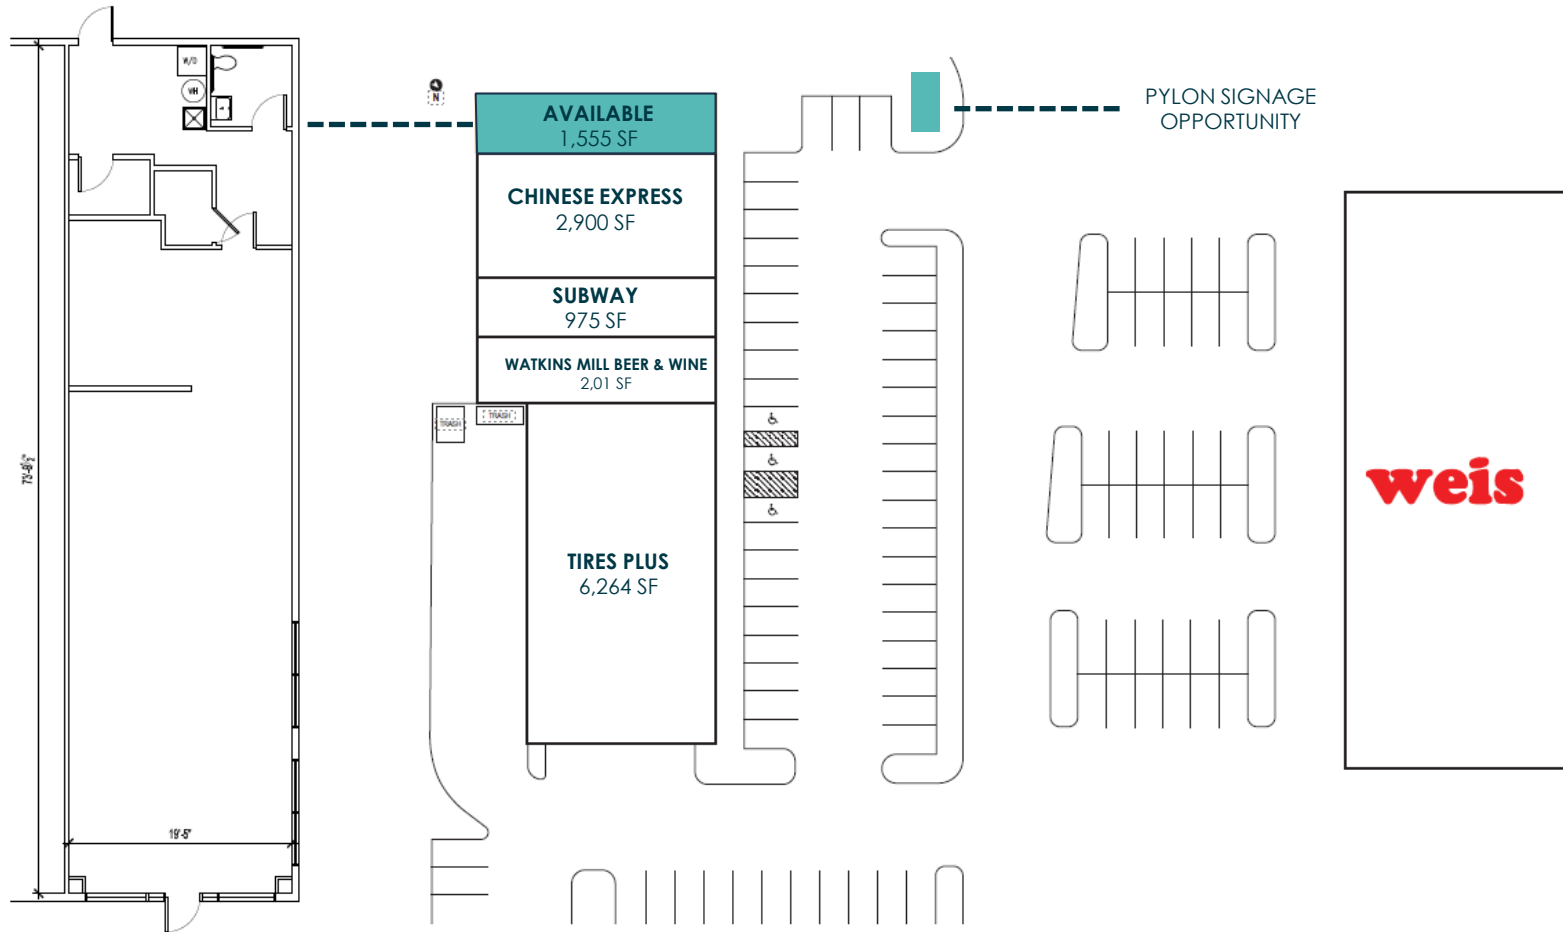 W/D
WH
N
AVAILABLE
1,555 SF
PYLON SIGNAGE
OPPORTUNITY
CHINESE EXPRESS
2,900 SF
SUBWAY
975 SF
WATKINS MILL BEER & WINE
2,01 SF
TRASH
TRASH
weis
TIRES PLUS
6,264 SF
19'-5"